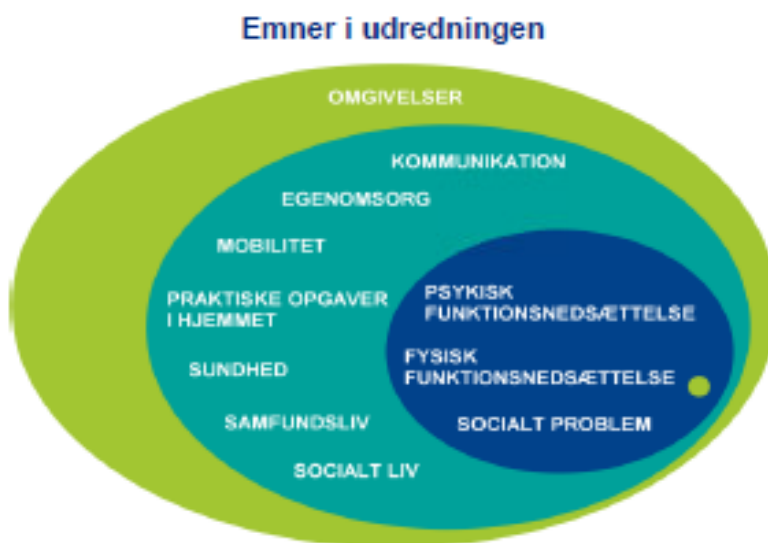 Emner i udredningen
OMGIVELSER
KOMMUNIKATION
EGENOMSORG
MOBILITET
PRAKTISKE OPGAVER
I HJEMMET
SUNDHED
SAMFUNDSLIV
SOCIALT LIV
PSYKISK
FUNKTIONSNEDSÆTTELSE
FYSISK
FUNKTIONSNEDSÆTTELSE
SOCIALT PROBLEM